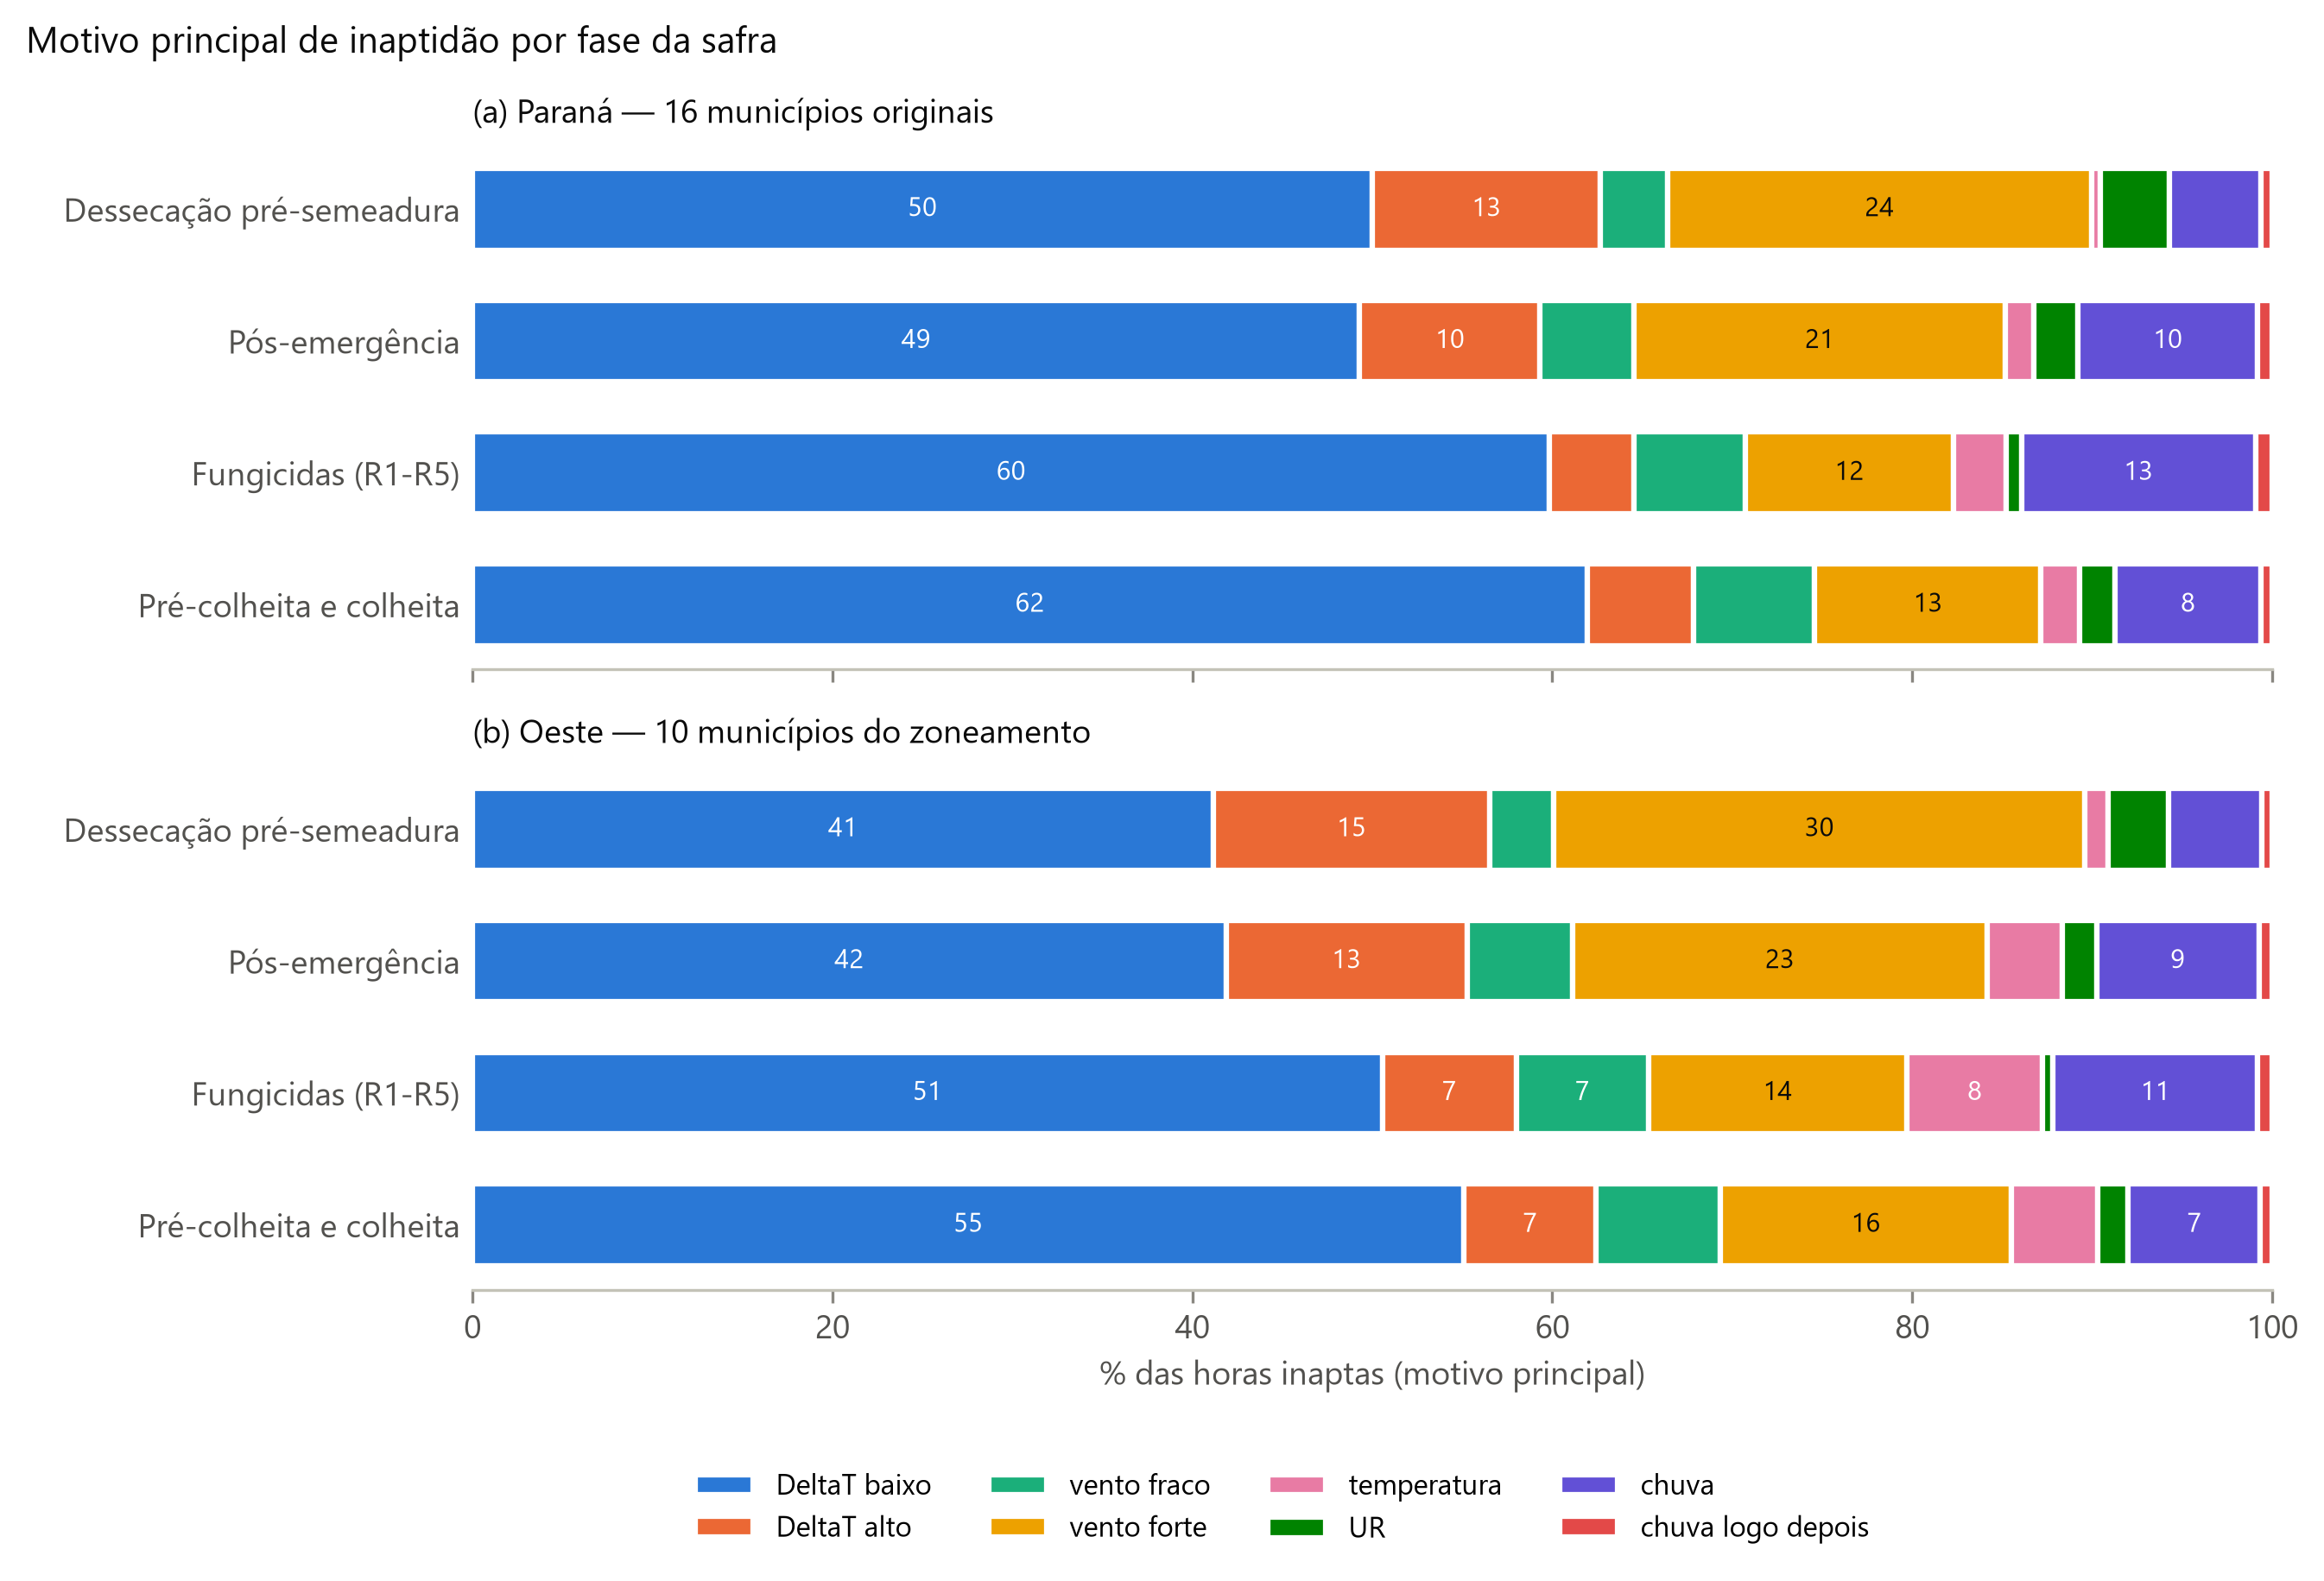 Motivo principal de inaptidão por fase da safra
(a) Paraná — 16 municípios originais
Dessecação pré-semeadura 50 13 24
Pós-emergência 49 10 21 10
Fungicidas (R1-R5) 60 12 13
Pré-colheita e colheita 62 13 8
(b) Oeste — 10 municípios do zoneamento
Dessecação pré-semeadura 41 15 30
Pós-emergência 42 13 23 9
Fungicidas (R1-R5) 51 7 7 14 8 11
Pré-colheita e colheita 55 7 16 7
0 20 40 60 80 100
% das horas inaptas (motivo principal)
DeltaT baixo vento fraco temperatura chuva
DeltaT alto vento forte UR chuva logo depois